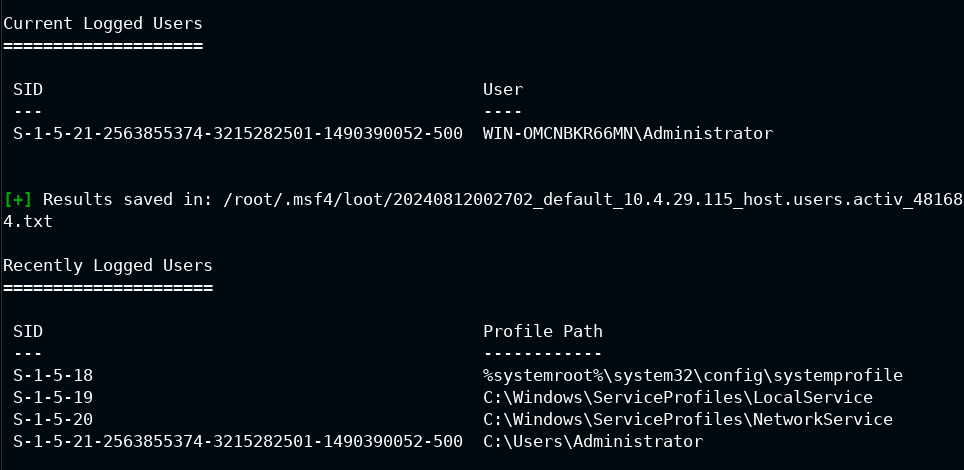 Current Logged Users
====================
SID User
--- ----
S-1-5-21-2563855374-3215282501-1490390052-500 WIN-OMCNBKR66MN\Administrator
[+] Results saved in: /root/.msf4/loot/20240812002702_default_10.4.29.115_host.users.activ_48168
4.txt
Recently Logged Users
=====================
SID Profile Path
--- ------------
S-1-5-18 %systemroot%\system32\config\systemprofile
S-1-5-19 C:\Windows\ServiceProfiles\LocalService
S-1-5-20 C:\Windows\ServiceProfiles\NetworkService
S-1-5-21-2563855374-3215282501-1490390052-500 C:\Users\Administrator